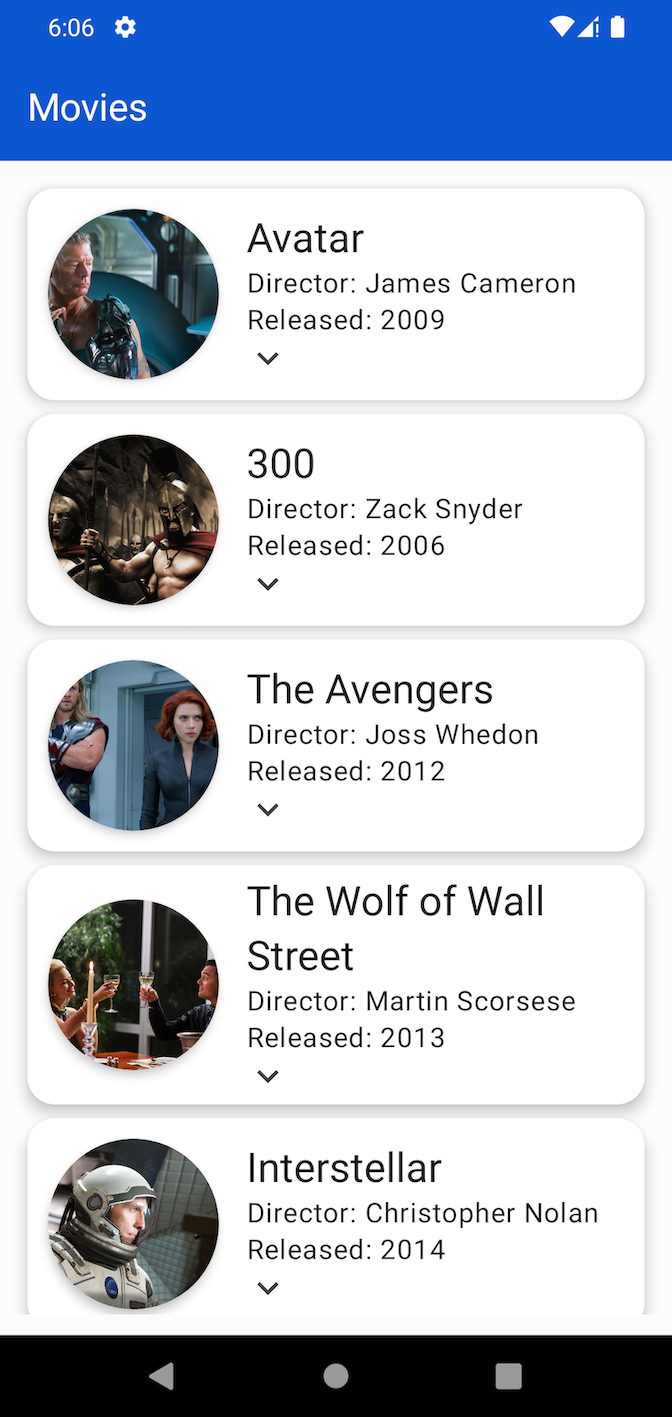 6:06
Movies
Avatar
Director: James Cameron
Released: 2009
300
Director: Zack Snyder
Released: 2006
The Avengers
Director: Joss Whedon
Released: 2012
The Wolf of Wall
Street
Director: Martin Scorsese
Released: 2013
Interstellar
Director: Christopher Nolan
Released: 2014